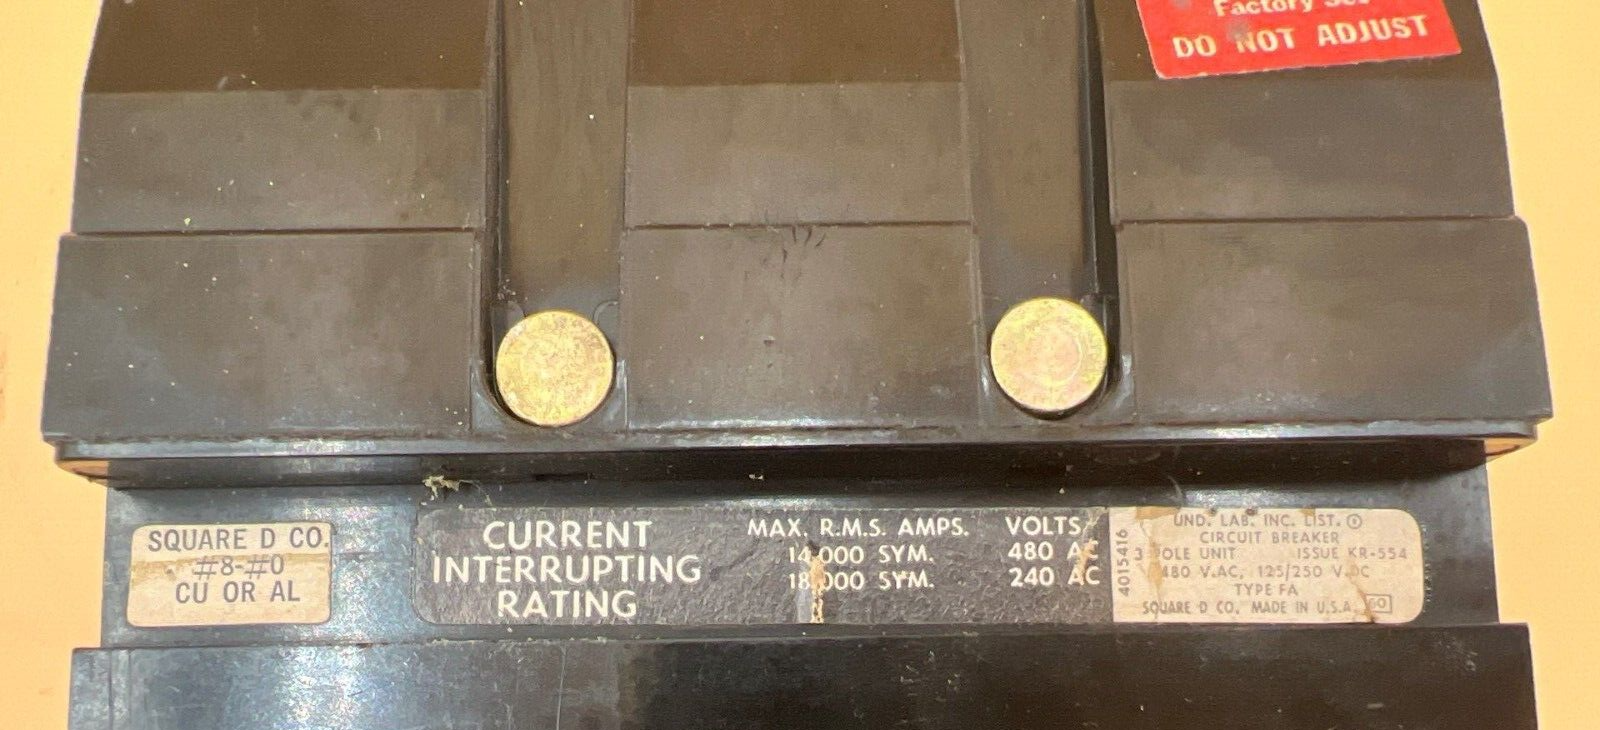 Factory Set
DO NOT ADJUST
SQUARE D CO.
#8-#0
CU OR AL
CURRENT
INTERRUPTING
RATING
MAX. R.M.S. AMPS. VOLTS
14,000 SYM. 480 AC
18,000 SYM. 240 AC
4015416
UND. LAB. INC. LIST.
CIRCUIT BREAKER
3 POLE UNIT ISSUE KR-554
480 V.AC, 125/250 V.DC
TYPE FA
SQUARE D CO. MADE IN U.S.A. 60